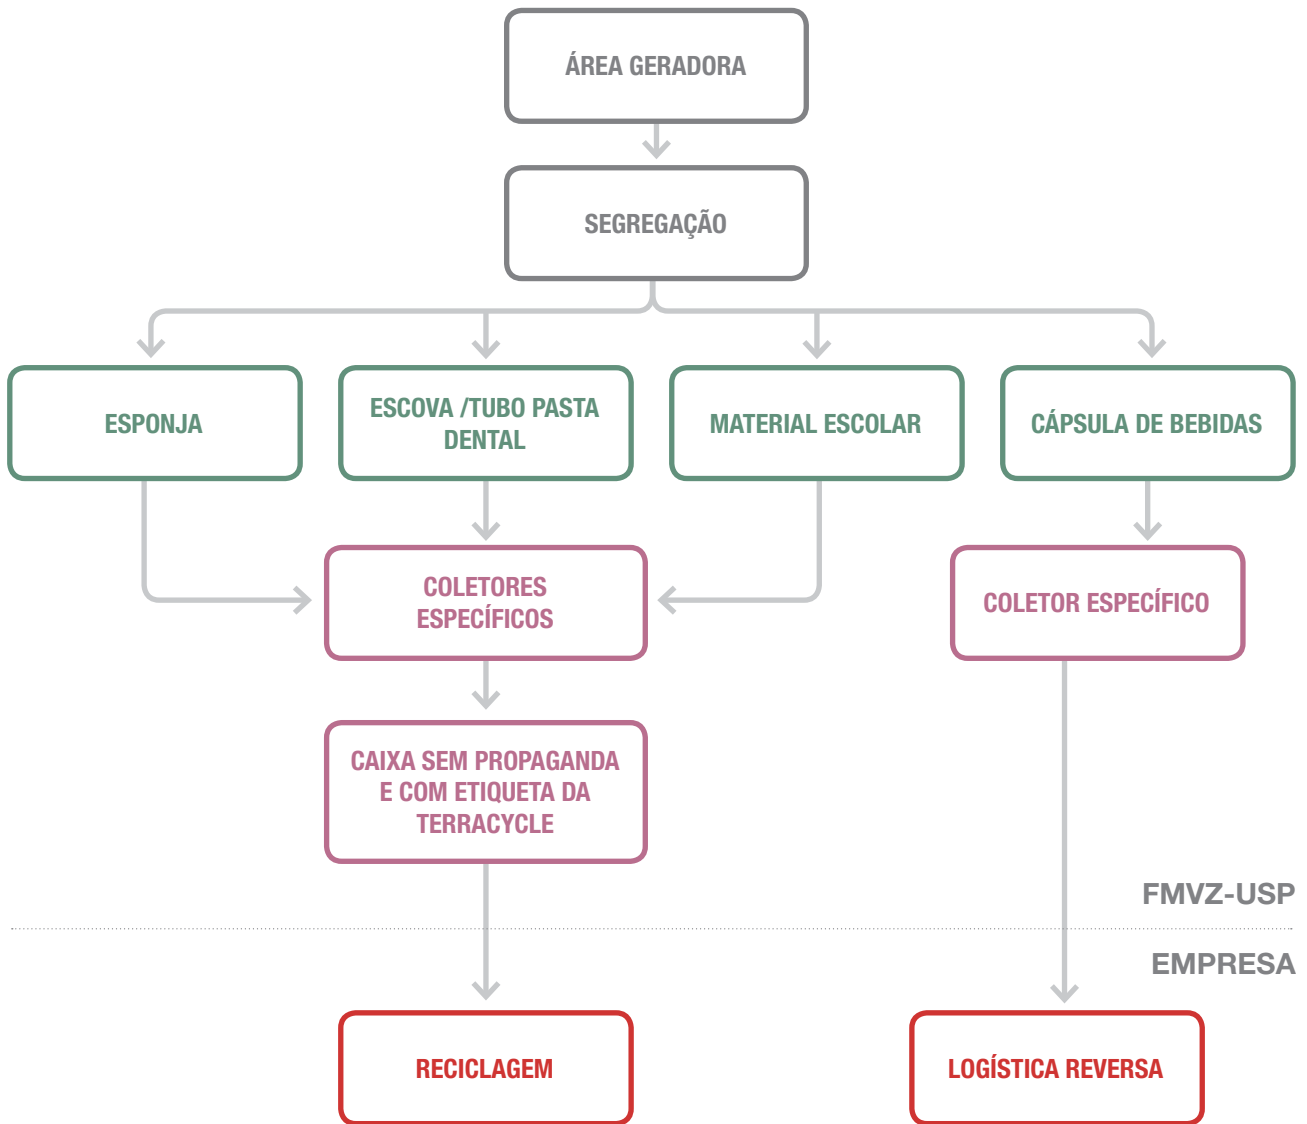 ÁREA GERADORA
SEGREGAÇÃO
ESPONJA
ESCOVA /TUBO PASTA
DENTAL
MATERIAL ESCOLAR
CÁPSULA DE BEBIDAS
COLETORES
ESPECÍFICOS
COLETOR ESPECÍFICO
CAIXA SEM PROPAGANDA
E COM ETIQUETA DA
TERRACYCLE
FMVZ-USP
EMPRESA
RECICLAGEM
LOGÍSTICA REVERSA